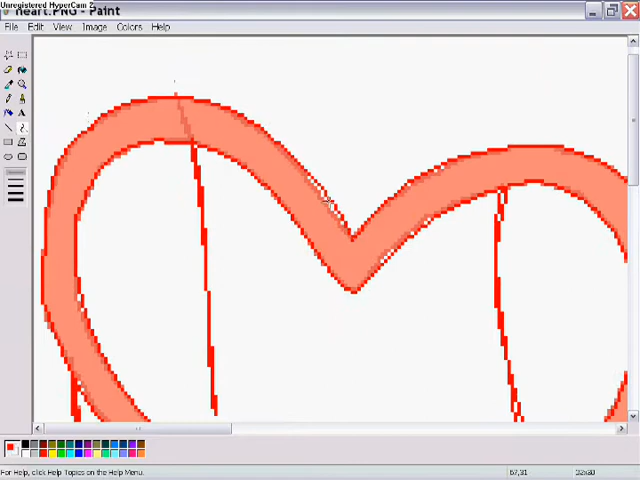 Unregistered HyperCam 2
heart.PNG - Paint
File Edit View Image Colors Help
A
For Help, click Help Topics on the Help Menu.
67,31